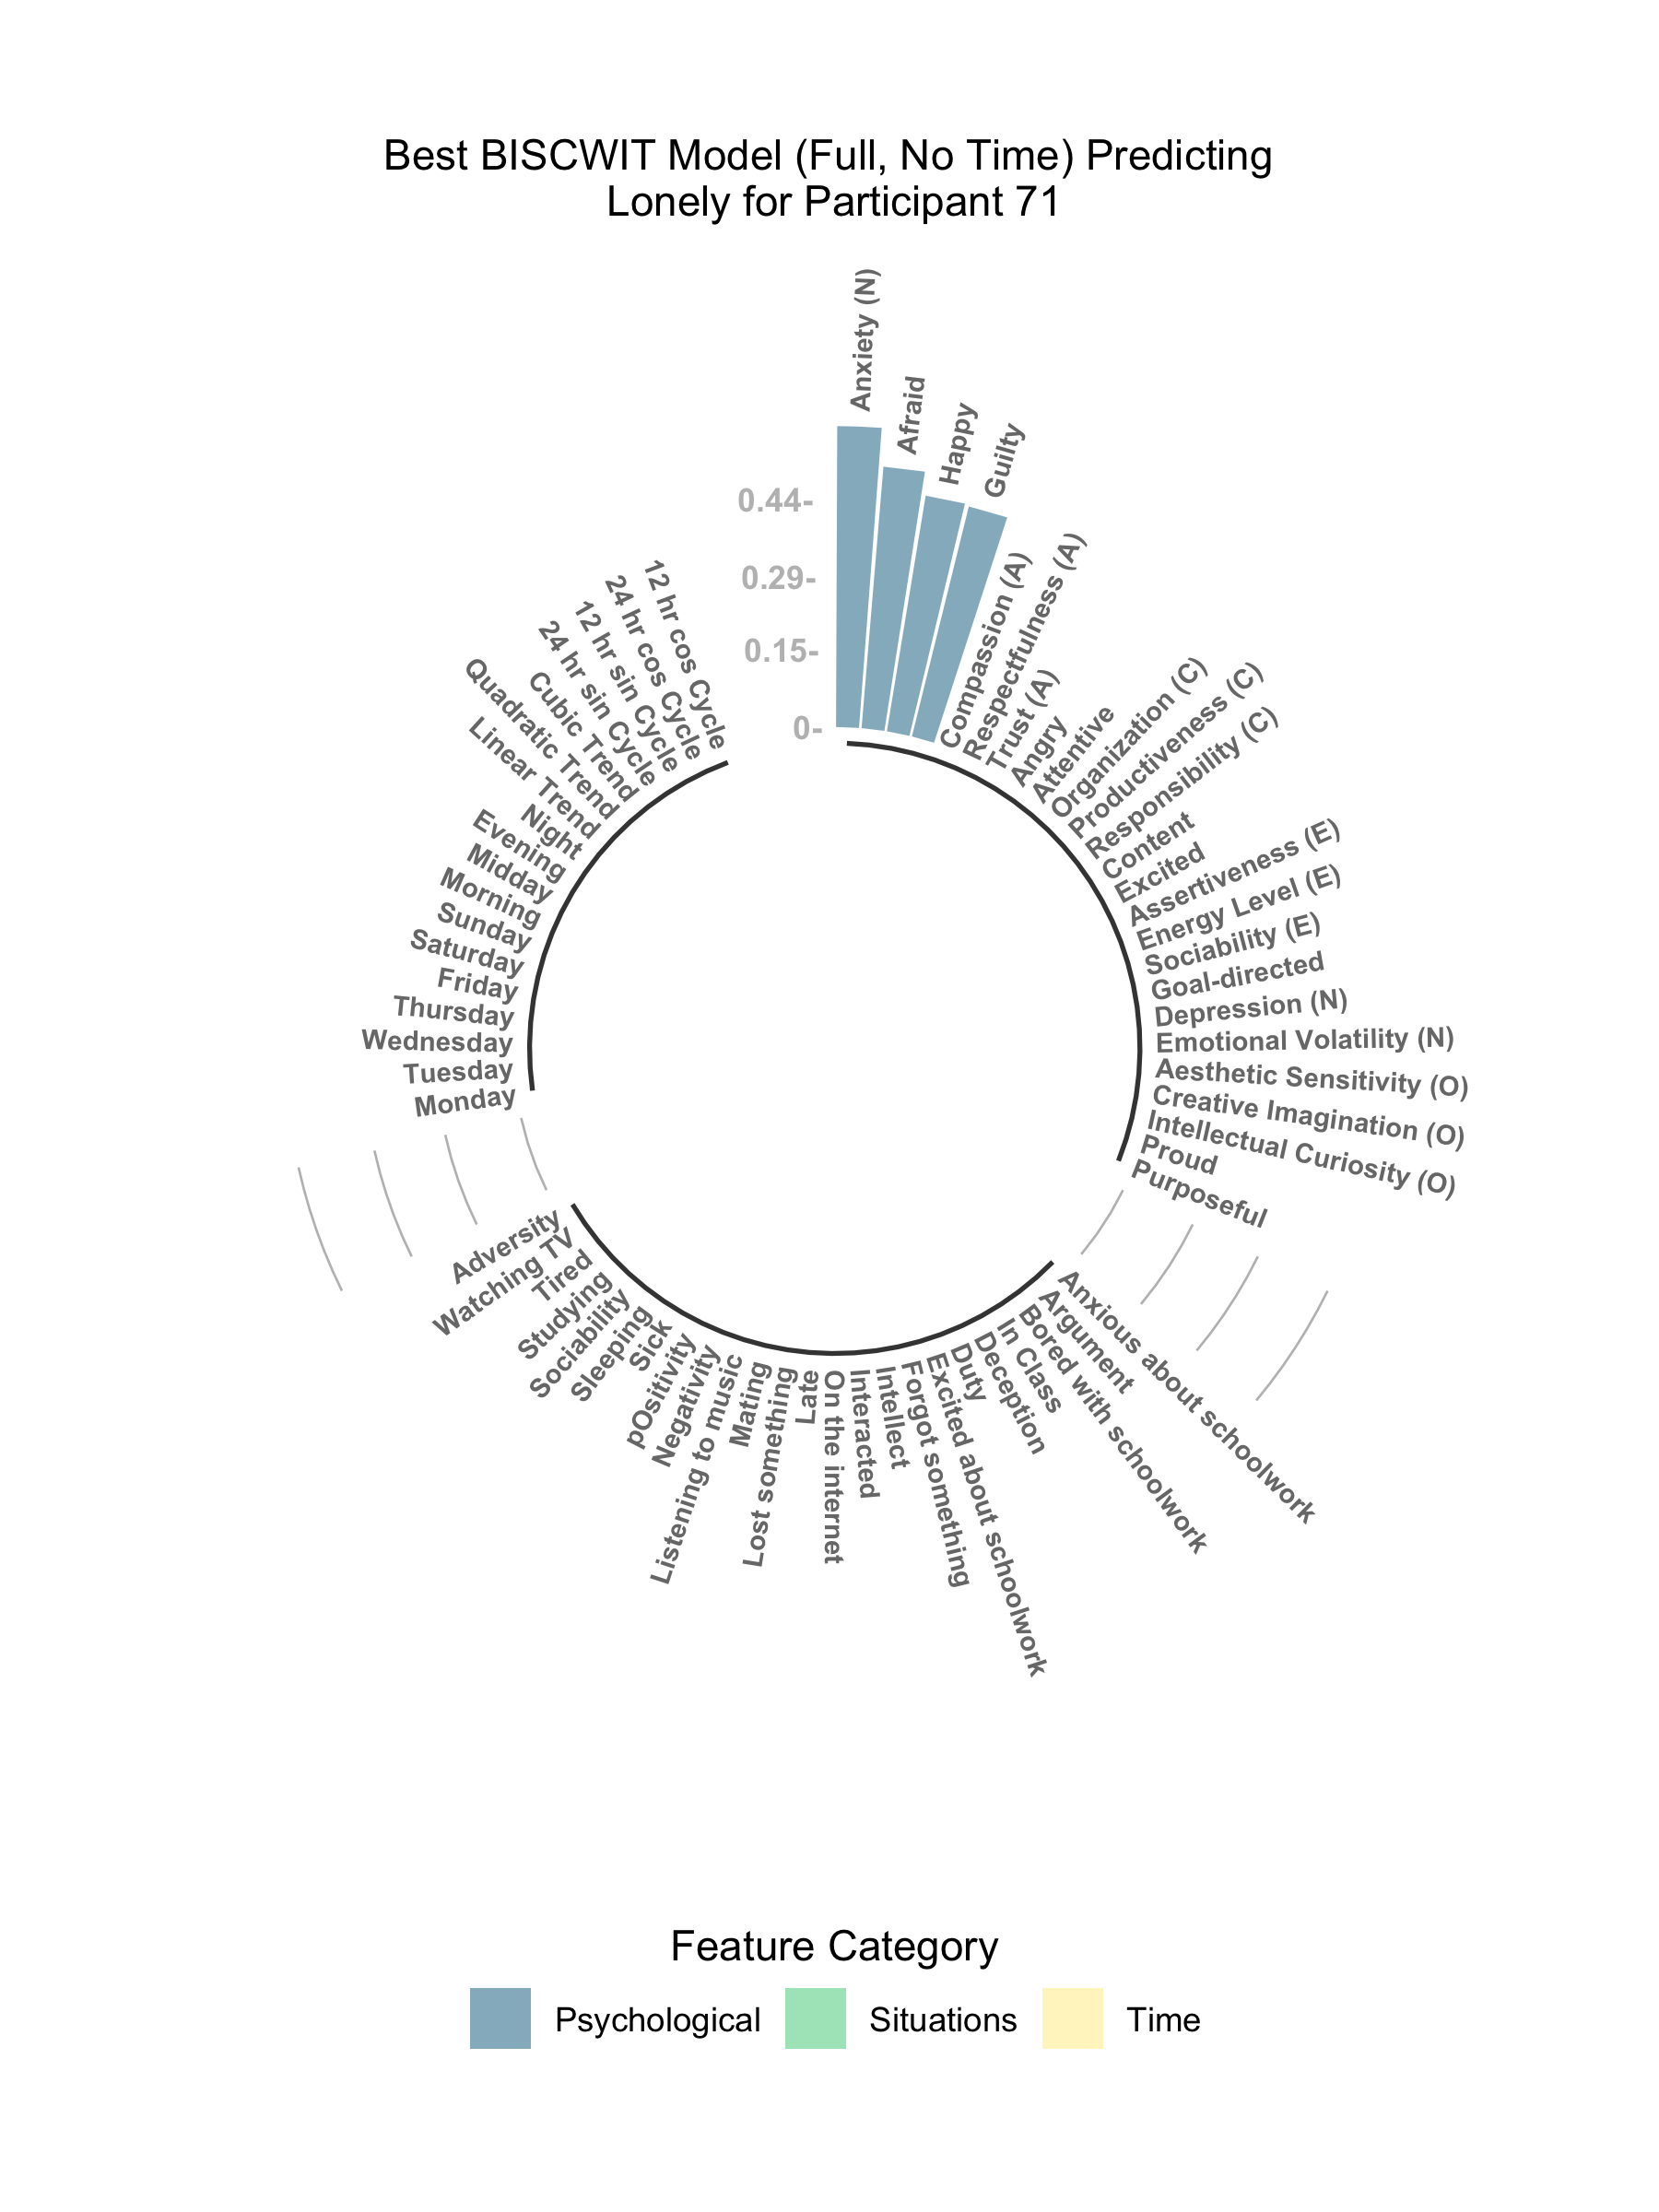 Best BISCWIT Model (Full, No Time) Predicting
Lonely for Participant 71
0.44-
0.29-
0.15-
0-
Anxiety (N)
Afraid
Happy
Guilty
Compassion (A)
Respectfulness (A)
Trust (A)
Angry
Attentive
Organization (C)
Productiveness (C)
Responsibility (C)
Content
Excited
Assertiveness (E)
Energy Level (E)
Sociability (E)
Goal-directed
Depression (N)
Emotional Volatility (N)
Aesthetic Sensitivity (O)
Creative Imagination (O)
Intellectual Curiosity (O)
Proud
Purposeful
Anxious about schoolwork
Argument
Bored with schoolwork
In Class
Deception
Duty
Excited about schoolwork
Forgot something
Intellect
Interacted
On the internet
Late
Lost something
Mating
Listening to music
Negativity
pOsitivity
Sick
Sleeping
Sociability
Studying
Tired
Watching TV
Adversity
Monday
Tuesday
Wednesday
Thursday
Friday
Saturday
Sunday
Morning
Midday
Evening
Night
Linear Trend
Quadratic Trend
Cubic Trend
24 hr sin Cycle
12 hr sin Cycle
24 hr cos Cycle
12 hr cos Cycle
Feature Category
Psychological
Situations
Time